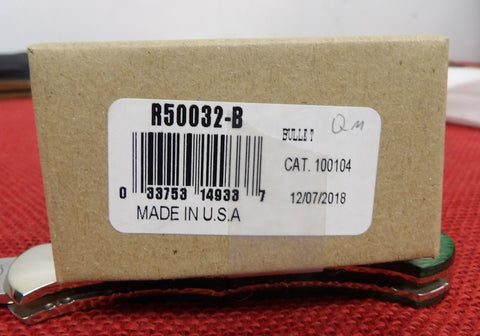 R50032-B
BULLET
QM
CAT. 100104
0 33753 14933 7
12/07/2018
MADE IN U.S.A